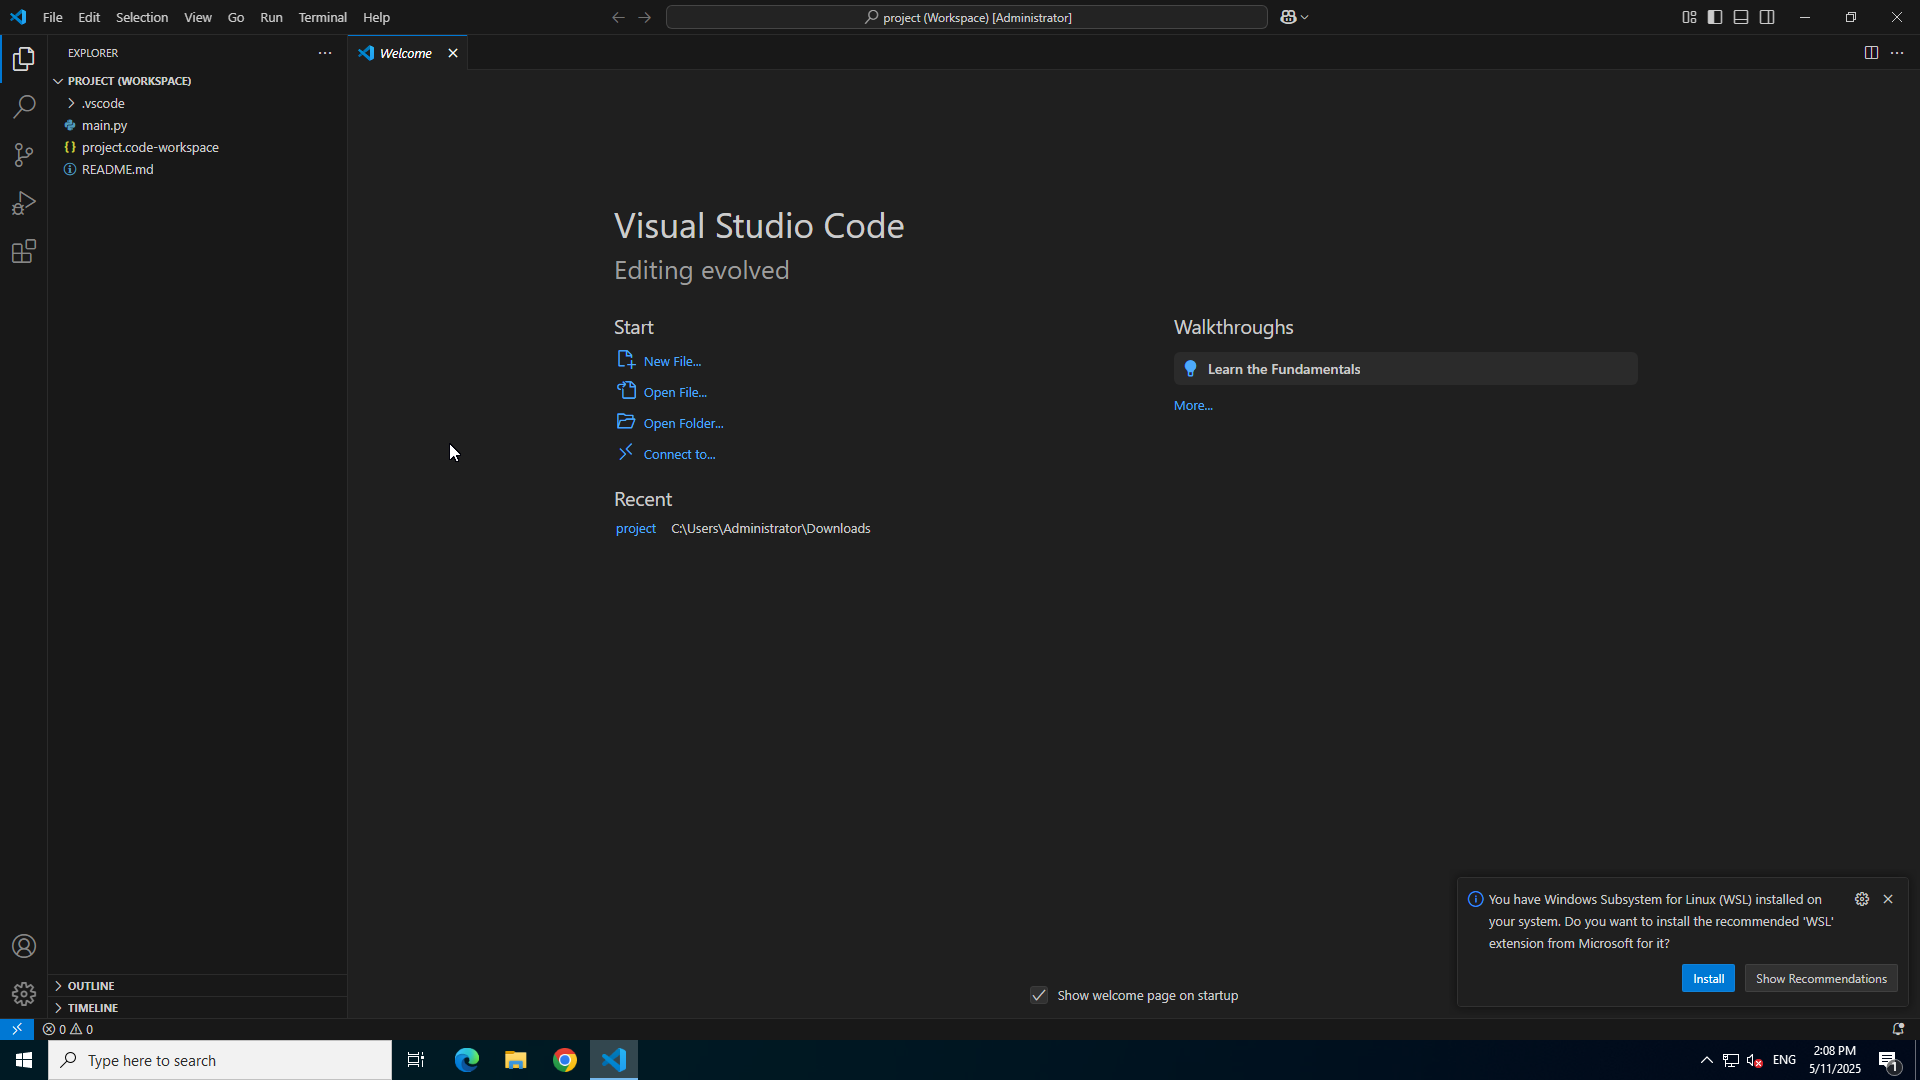 File Edit Selection View Go Run Terminal Help
project (Workspace) [Administrator]
EXPLORER
Welcome
PROJECT (WORKSPACE)
.vscode
main.py
project.code-workspace
README.md
Visual Studio Code
Editing evolved
Start
New File...
Open File...
Open Folder...
Connect to...
Recent
project C:\Users\Administrator\Downloads
Walkthroughs
Learn the Fundamentals
More...
You have Windows Subsystem for Linux (WSL) installed on
your system. Do you want to install the recommended 'WSL'
extension from Microsoft for it?
Install Show Recommendations
Show welcome page on startup
OUTLINE
TIMELINE
0 0
Type here to search
ENG
2:08 PM
5/11/2025
1